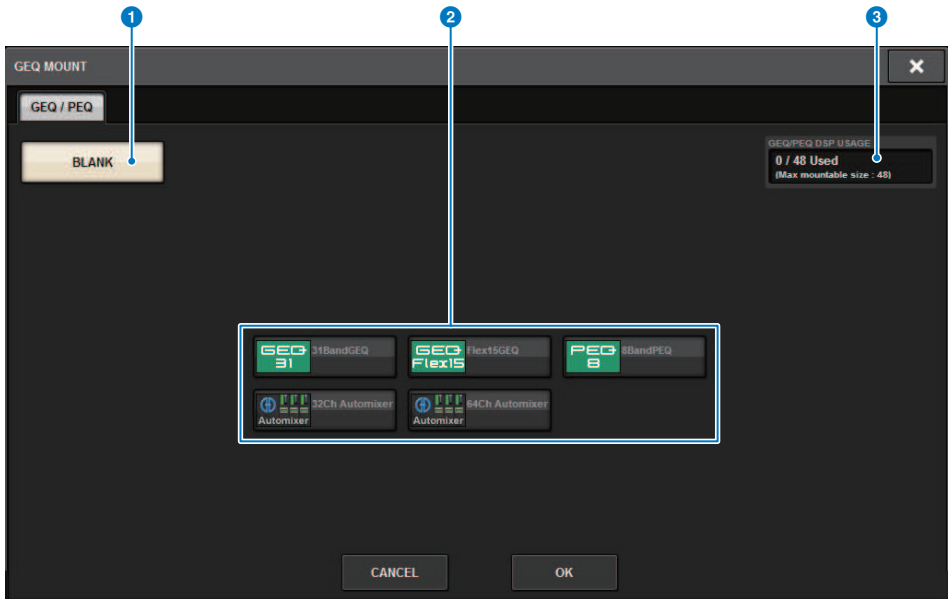 1 2 3
GEQ MOUNT
GEQ / PEQ
BLANK
GEQ/PEQ DSP USAGE
0 / 48 Used
(Max mountable size : 48)
GEQ 31 31BandGEQ
GEQ Flex15 Flex15GEQ
PEQ 8 8BandPEQ
Automixer 32Ch Automixer
Automixer 64Ch Automixer
CANCEL OK